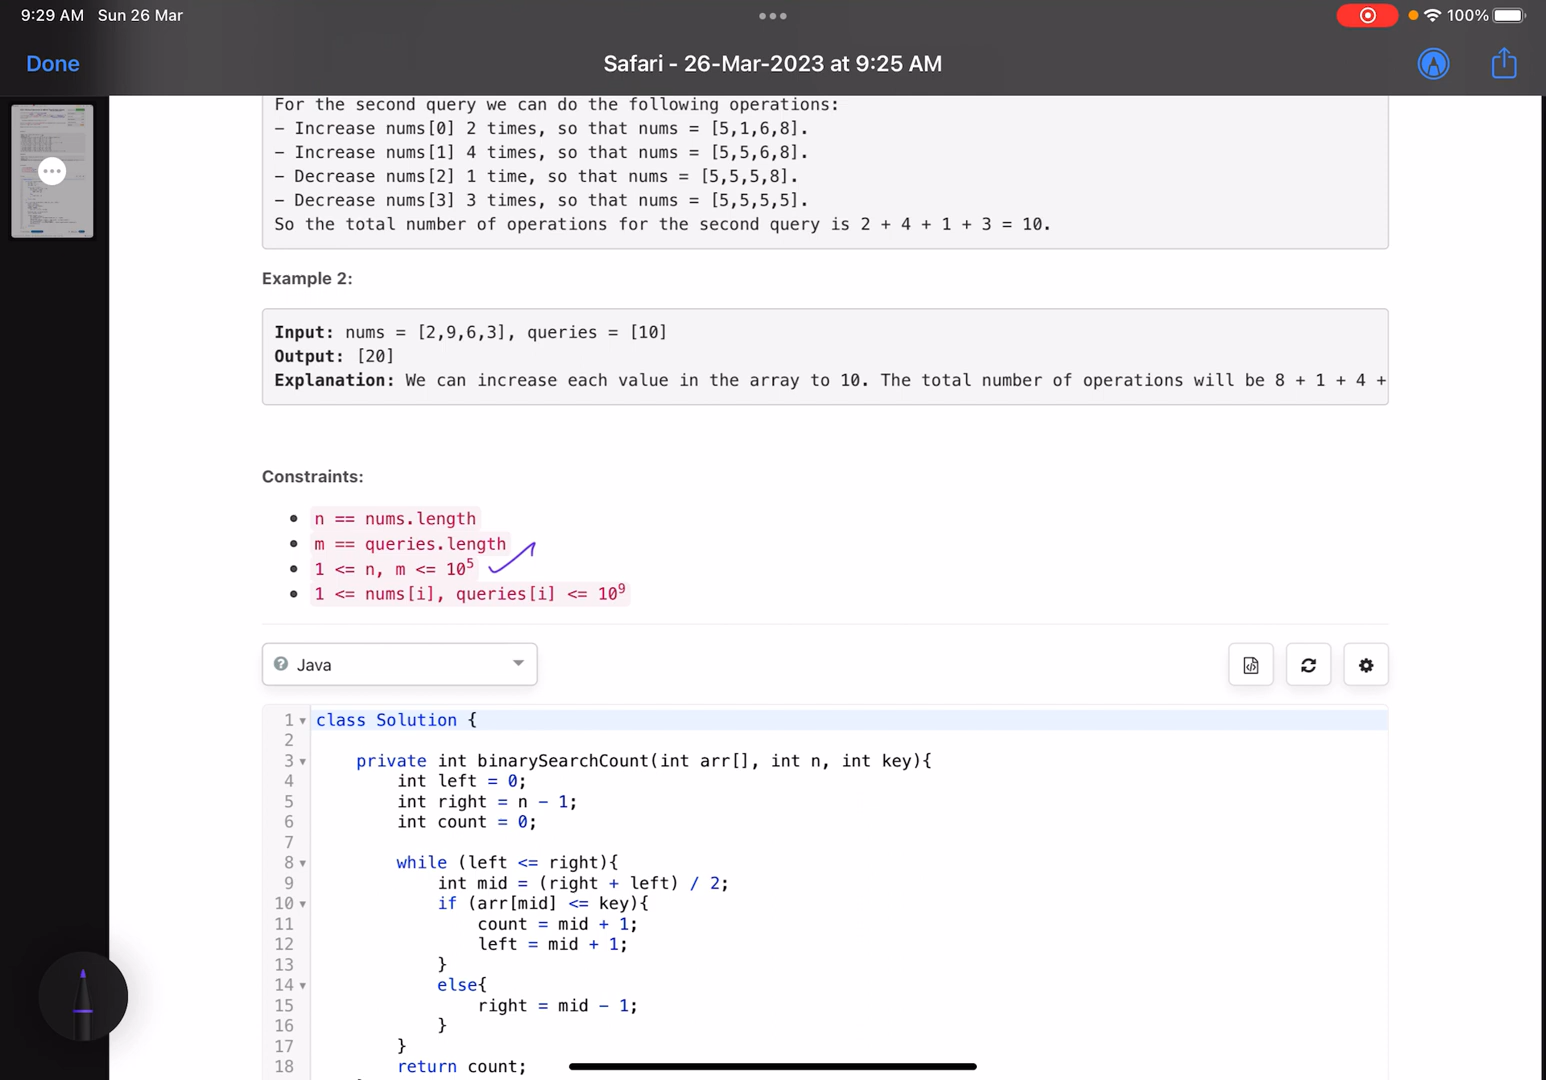 9:29 AM Sun 26 Mar
100%
Done
Safari - 26-Mar-2023 at 9:25 AM
For the second query we can do the following operations:
- Increase nums[0] 2 times, so that nums = [5,1,6,8].
- Increase nums[1] 4 times, so that nums = [5,5,6,8].
- Decrease nums[2] 1 time, so that nums = [5,5,5,8].
- Decrease nums[3] 3 times, so that nums = [5,5,5,5].
So the total number of operations for the second query is 2 + 4 + 1 + 3 = 10.
Example 2:
Input: nums = [2,9,6,3], queries = [10]
Output: [20]
Explanation: We can increase each value in the array to 10. The total number of operations will be 8 + 1 + 4 +
Constraints:
• n == nums.length
• m == queries.length
• 1 <= n, m <= 10⁵
• 1 <= nums[i], queries[i] <= 10⁹
Java
1 class Solution {
2
3 private int binarySearchCount(int arr[], int n, int key){
4 int left = 0;
5 int right = n - 1;
6 int count = 0;
7
8 while (left <= right){
9 int mid = (right + left) / 2;
10 if (arr[mid] <= key){
11 count = mid + 1;
12 left = mid + 1;
13 }
14 else{
15 right = mid - 1;
16 }
17 }
18 return count;